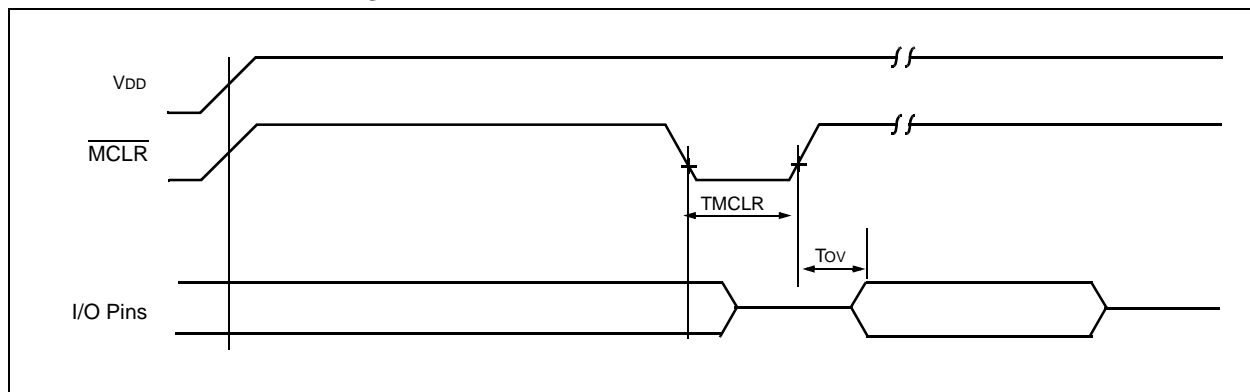 VDD
MCLR
TMCLR
TOV
I/O Pins